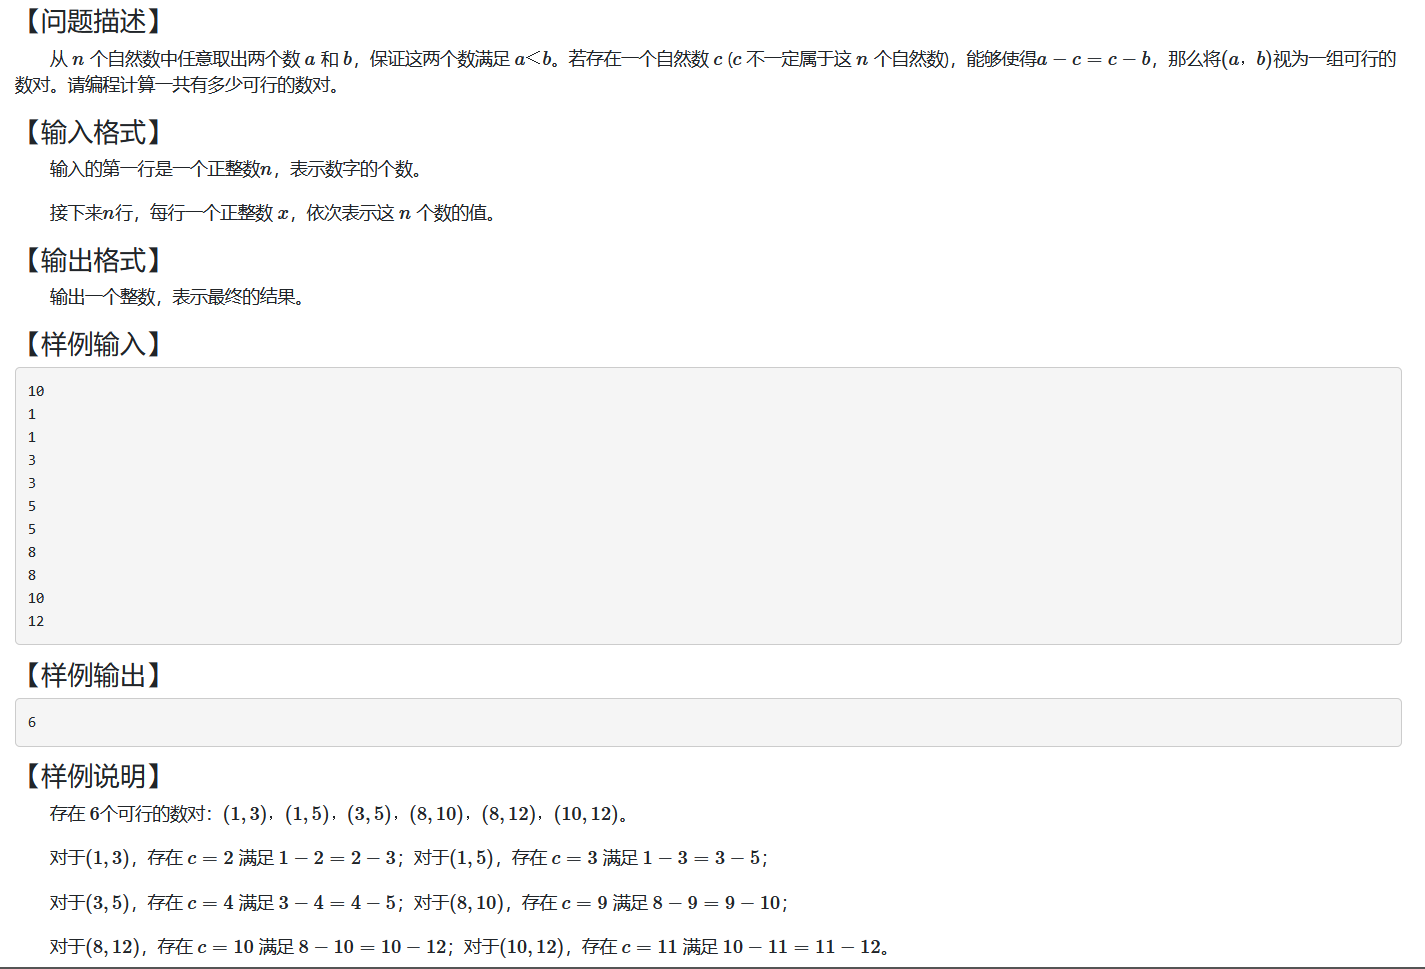 【问题描述】
从 n 个自然数中任意取出两个数 a 和 b，保证这两个数满足 a＜b。若存在一个自然数 c (c 不一定属于这 n 个自然数)，能够使得a − c = c − b，那么将(a，b)视为一组可行的
数对。请编程计算一共有多少可行的数对。
【输入格式】
输入的第一行是一个正整数n，表示数字的个数。
接下来n行，每行一个正整数 x，依次表示这 n 个数的值。
【输出格式】
输出一个整数，表示最终的结果。
【样例输入】
10
1
1
3
3
5
5
8
8
10
12
【样例输出】
6
【样例说明】
存在 6个可行的数对：(1, 3)，(1, 5)，(3, 5)，(8, 10)，(8, 12)，(10, 12)。
对于(1, 3)，存在 c = 2 满足 1 − 2 = 2 − 3；对于(1, 5)，存在 c = 3 满足 1 − 3 = 3 − 5；
对于(3, 5)，存在 c = 4 满足 3 − 4 = 4 − 5；对于(8, 10)，存在 c = 9 满足 8 − 9 = 9 − 10；
对于(8, 12)，存在 c = 10 满足 8 − 10 = 10 − 12；对于(10, 12)，存在 c = 11 满足 10 − 11 = 11 − 12。